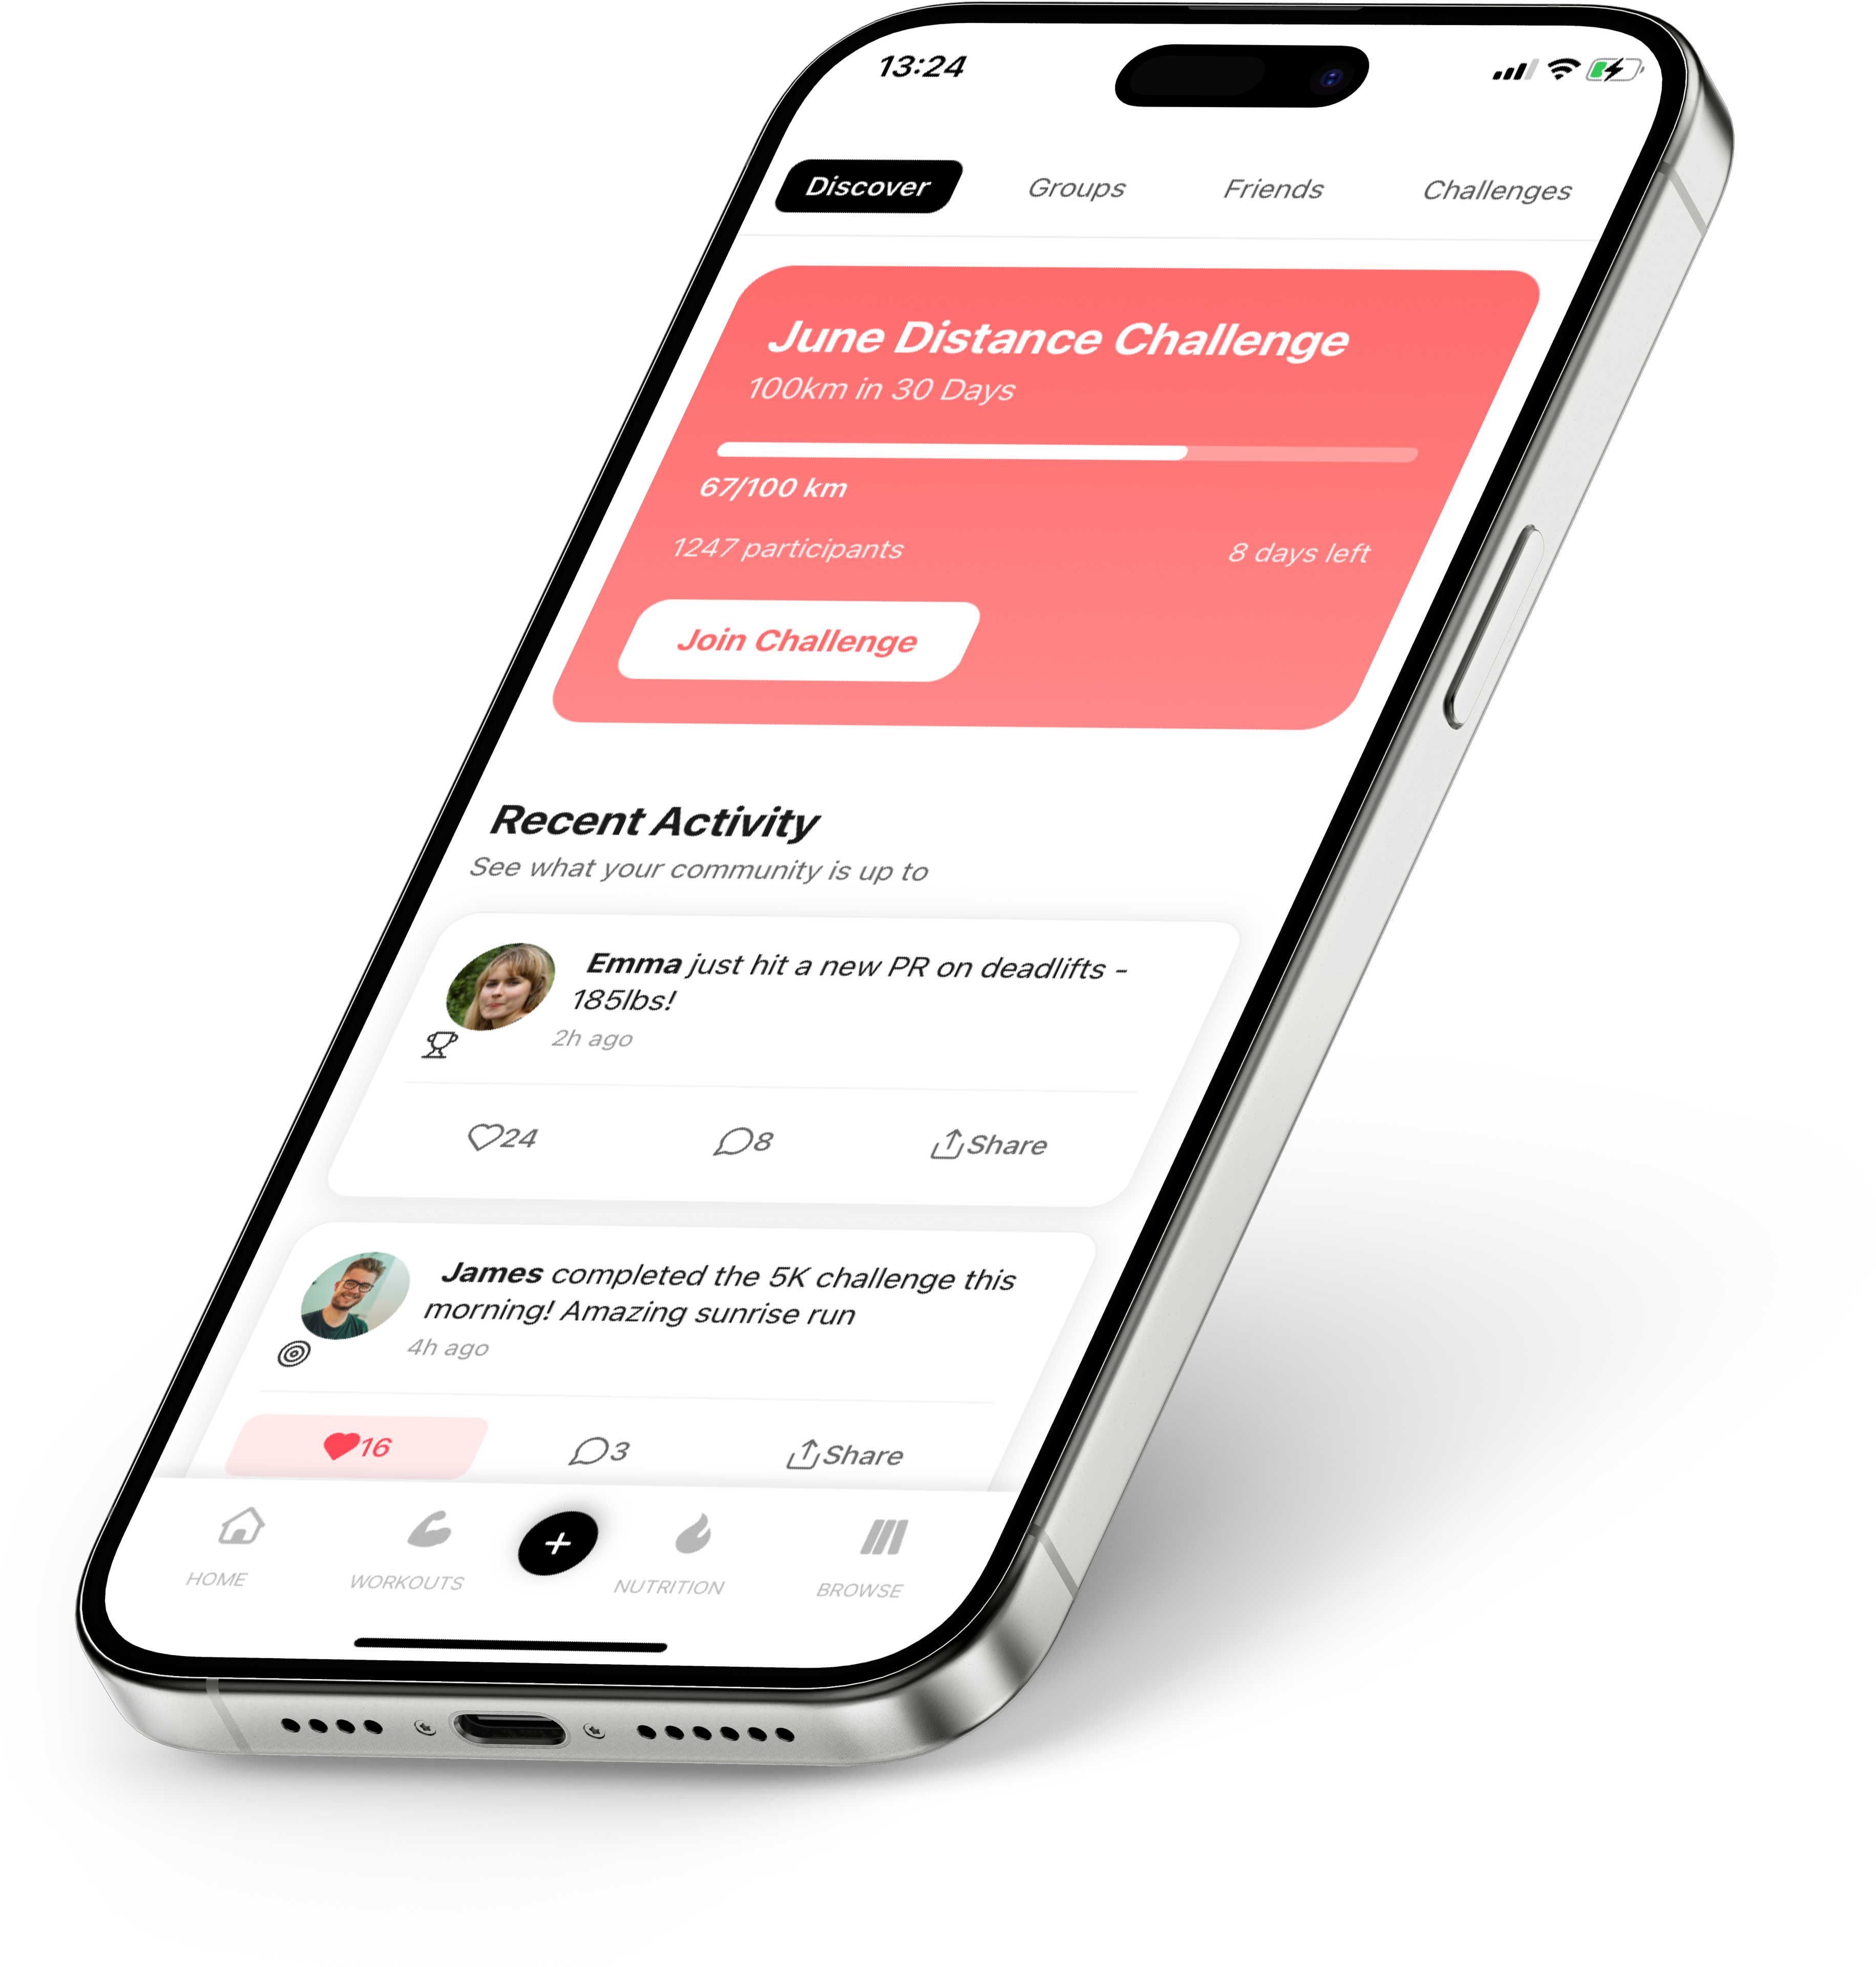 13:24
Discover Groups Friends Challenges
June Distance Challenge
100km in 30 Days
67/100 km
1247 participants 8 days left
Join Challenge
Recent Activity
See what your community is up to
Emma just hit a new PR on deadlifts -
185lbs!
2h ago
24 8 Share
James completed the 5K challenge this
morning! Amazing sunrise run
4h ago
16 3 Share
HOME WORKOUTS + NUTRITION BROWSE